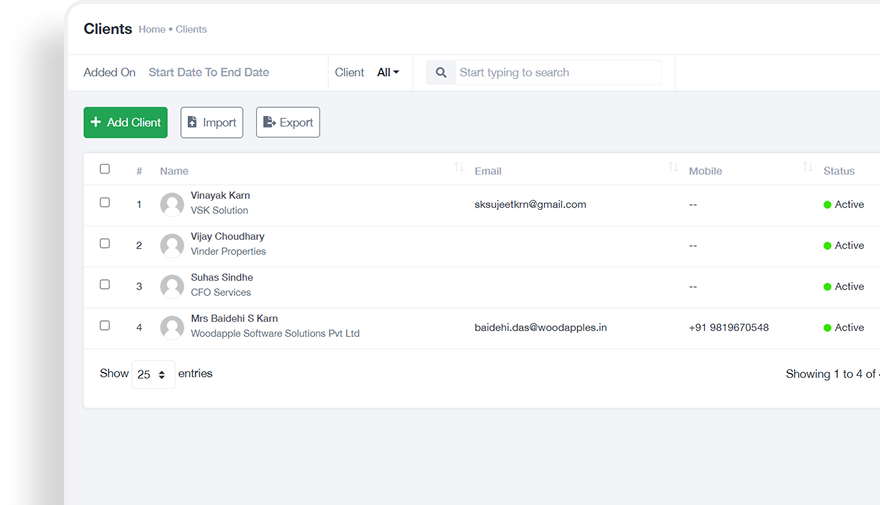 Clients Home • Clients
Added On Start Date To End Date Client All Start typing to search
+ Add Client Import Export
# Name Email Mobile Status
1 Vinayak Karn sksujeetkrn@gmail.com -- Active
VSK Solution
2 Vijay Choudhary -- Active
Vinder Properties
3 Suhas Sindhe -- Active
CFO Services
4 Mrs Baidehi S Karn baidehi.das@woodapples.in +91 9819670548 Active
Woodapple Software Solutions Pvt Ltd
Show 25 entries Showing 1 to 4 of